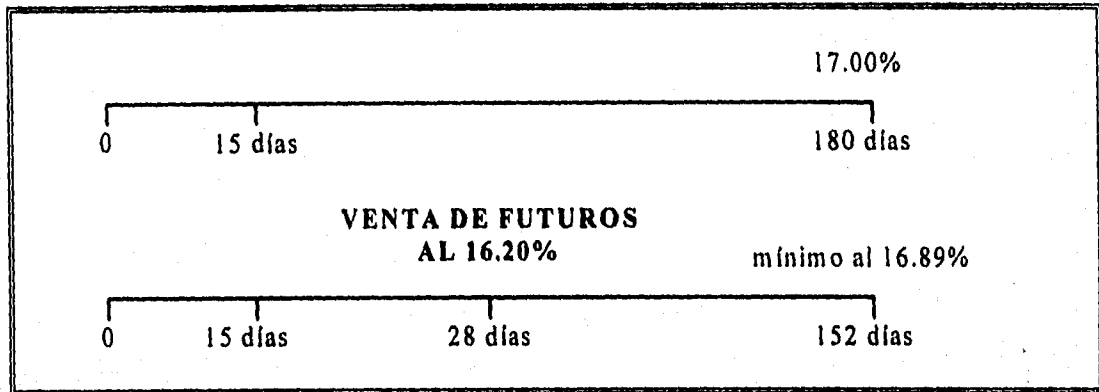 17.00%
0 15 días 180 días
VENTA DE FUTUROS
AL 16.20%
mínimo al 16.89%
0 15 días 28 días 152 días